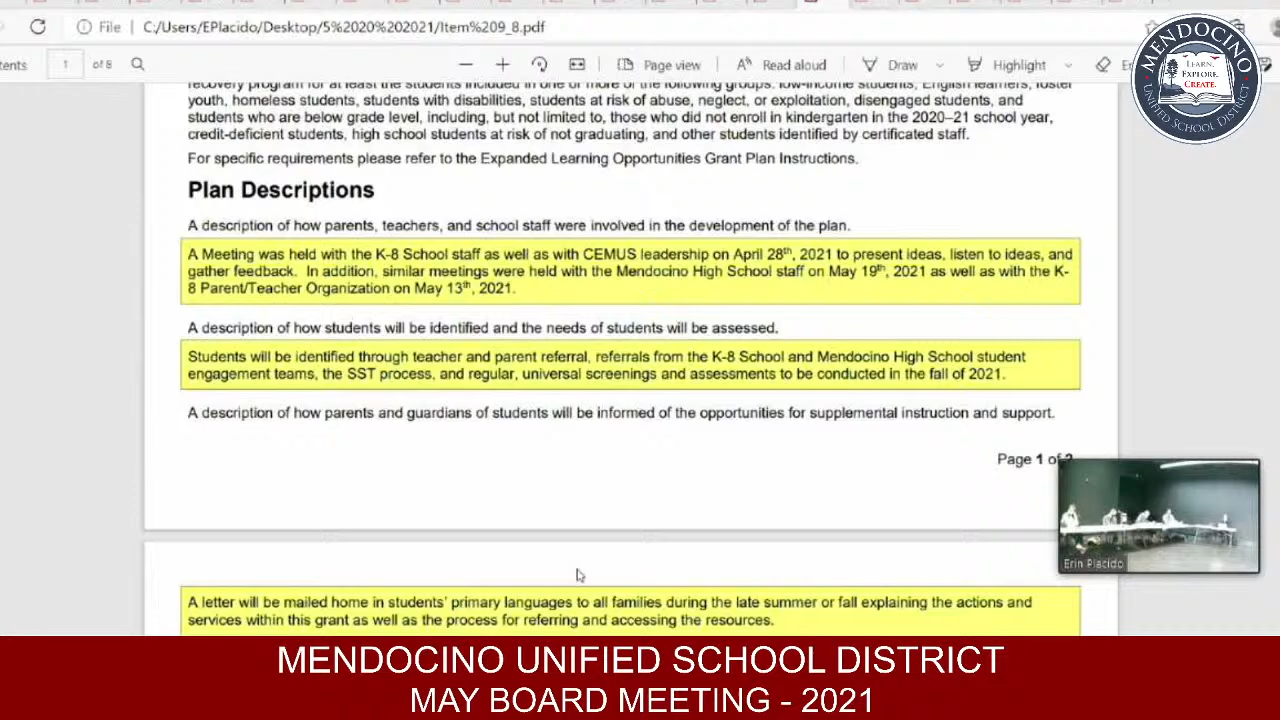 File | C:/Users/EPlacido/Desktop/5%2020%202021/Item%209_8.pdf
ents 1 of 8 Page view Read aloud Draw Highlight
MENDOCINO
UNIFIED SCHOOL DISTRICT
LEARN.
EXPLORE.
CREATE.
recovery program for at least the students included in one or more of the following groups: low-income students, English learners, foster
youth, homeless students, students with disabilities, students at risk of abuse, neglect, or exploitation, disengaged students, and
students who are below grade level, including, but not limited to, those who did not enroll in kindergarten in the 2020–21 school year,
credit-deficient students, high school students at risk of not graduating, and other students identified by certificated staff.
For specific requirements please refer to the Expanded Learning Opportunities Grant Plan Instructions.
Plan Descriptions
A description of how parents, teachers, and school staff were involved in the development of the plan.
A Meeting was held with the K-8 School staff as well as with CEMUS leadership on April 28th, 2021 to present ideas, listen to ideas, and
gather feedback. In addition, similar meetings were held with the Mendocino High School staff on May 19th, 2021 as well as with the K-
8 Parent/Teacher Organization on May 13th, 2021.
A description of how students will be identified and the needs of students will be assessed.
Students will be identified through teacher and parent referral, referrals from the K-8 School and Mendocino High School student
engagement teams, the SST process, and regular, universal screenings and assessments to be conducted in the fall of 2021.
A description of how parents and guardians of students will be informed of the opportunities for supplemental instruction and support.
Page 1 of
Erin Placido
A letter will be mailed home in students' primary languages to all families during the late summer or fall explaining the actions and
services within this grant as well as the process for referring and accessing the resources.
MENDOCINO UNIFIED SCHOOL DISTRICT
MAY BOARD MEETING - 2021